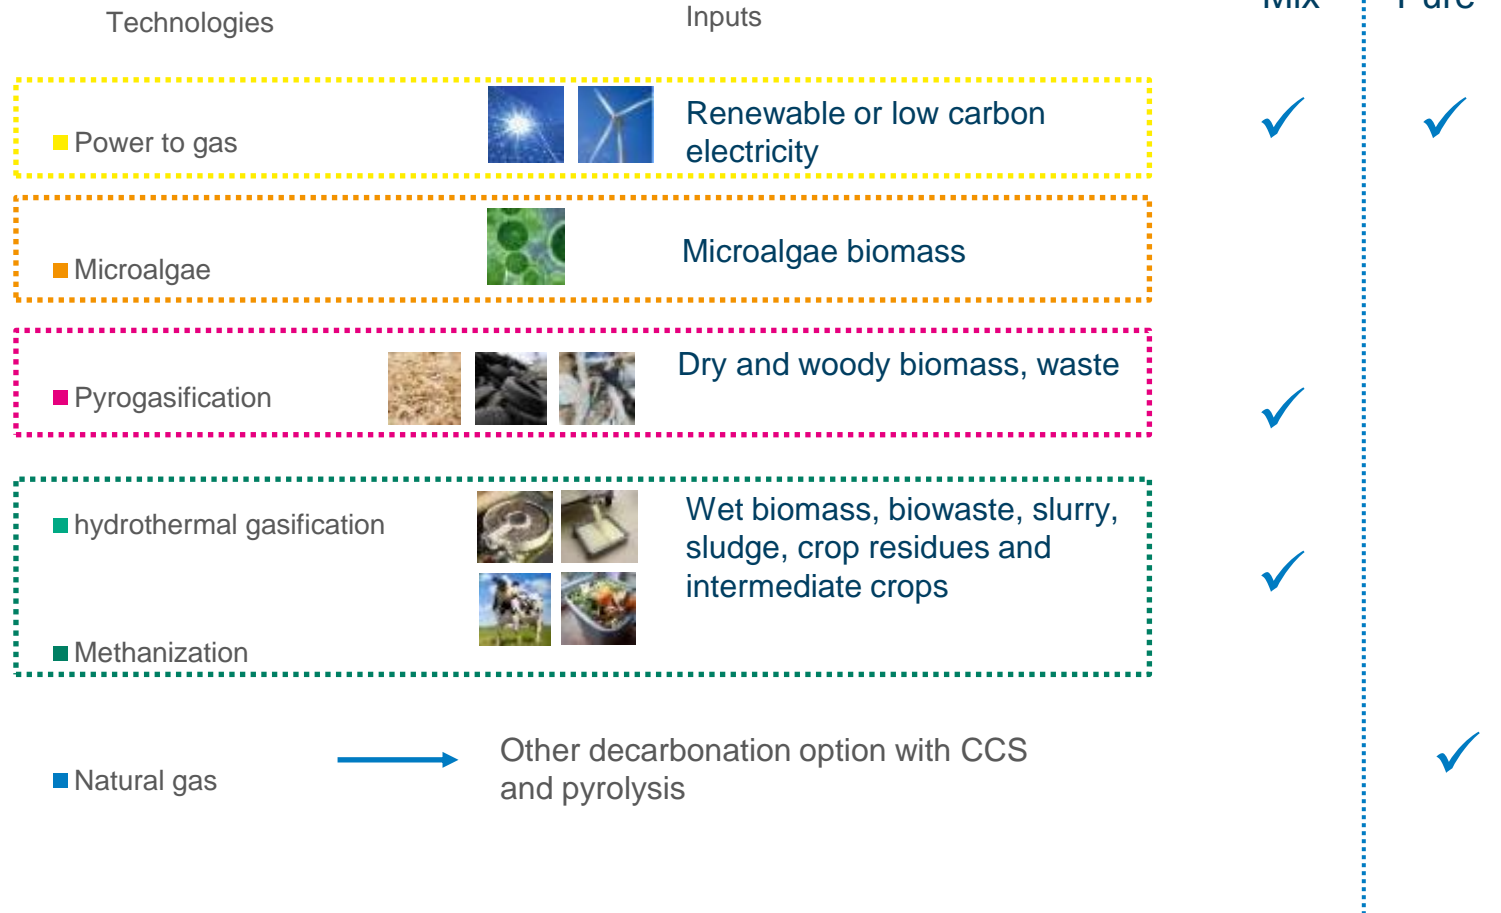 Technologies
Inputs
Mix
Pure
Power to gas
Renewable or low carbon
electricity
Microalgae
Microalgae biomass
Pyrogasification
Dry and woody biomass, waste
hydrothermal gasification
Wet biomass, biowaste, slurry,
sludge, crop residues and
intermediate crops
Methanization
Natural gas
Other decarbonation option with CCS
and pyrolysis